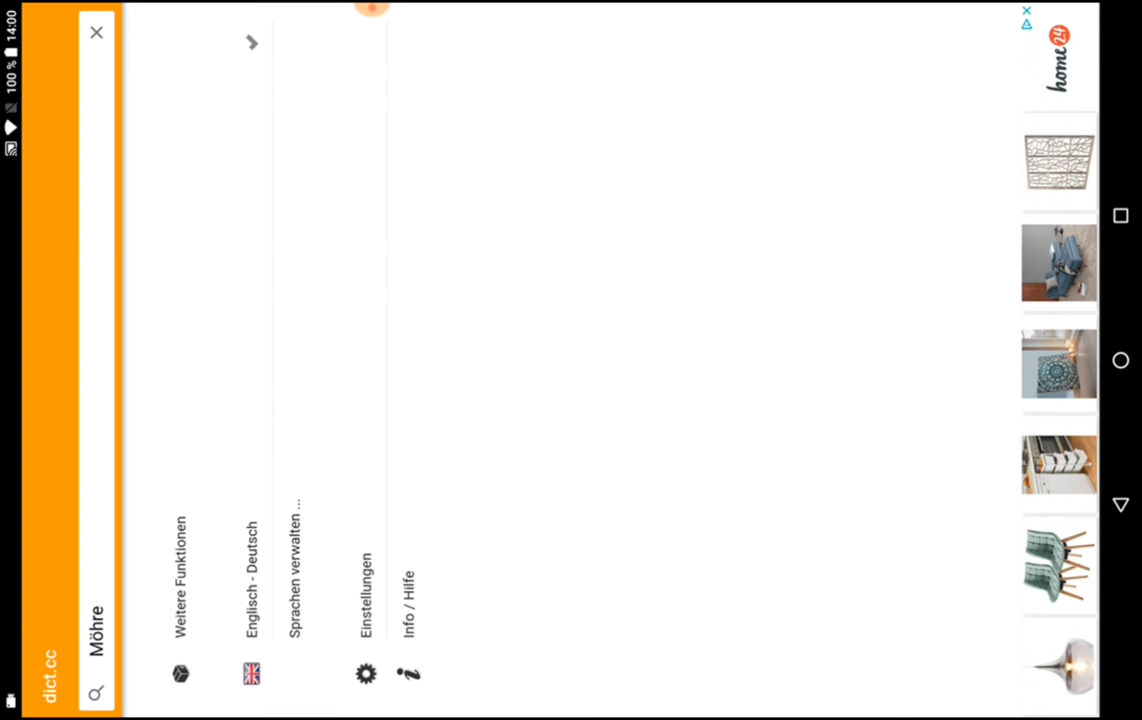 14:00
100 %
dict.cc
Möhre
Weitere Funktionen
Englisch - Deutsch
Sprachen verwalten ...
Einstellungen
Info / Hilfe
home24